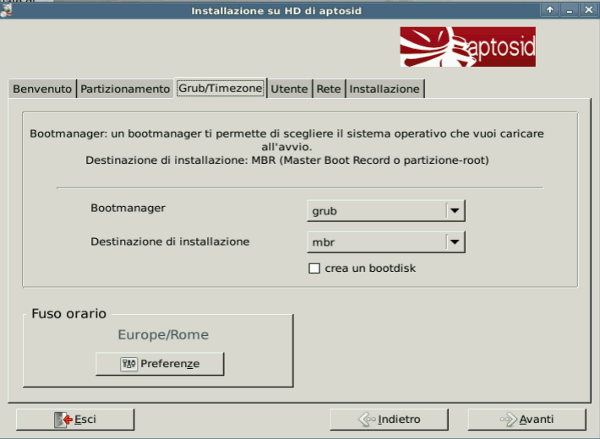 Installazione su HD di aptosid
aptosid
Benvenuto Partizionamento Grub/Timezone Utente Rete Installazione
Bootmanager: un bootmanager ti permette di scegliere il sistema operativo che vuoi caricare
all'avvio.
Destinazione di installazione: MBR (Master Boot Record o partizione-root)
Bootmanager grub
Destinazione di installazione mbr
crea un bootdisk
Fuso orario
Europe/Rome
Preferenze
Esci Indietro Avanti